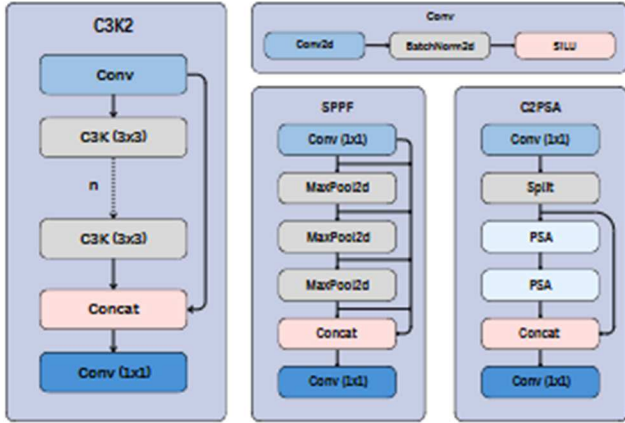 C3K2
Conv
C3K (3x3)
n
C3K (3x3)
Concat
Conv (1x1)
Conv
Conv2d
BatchNorm2d
SiLU
SPPF
Conv (1x1)
MaxPool2d
MaxPool2d
MaxPool2d
Concat
Conv (1x1)
C2PSA
Conv (1x1)
Split
PSA
PSA
Concat
Conv (1x1)